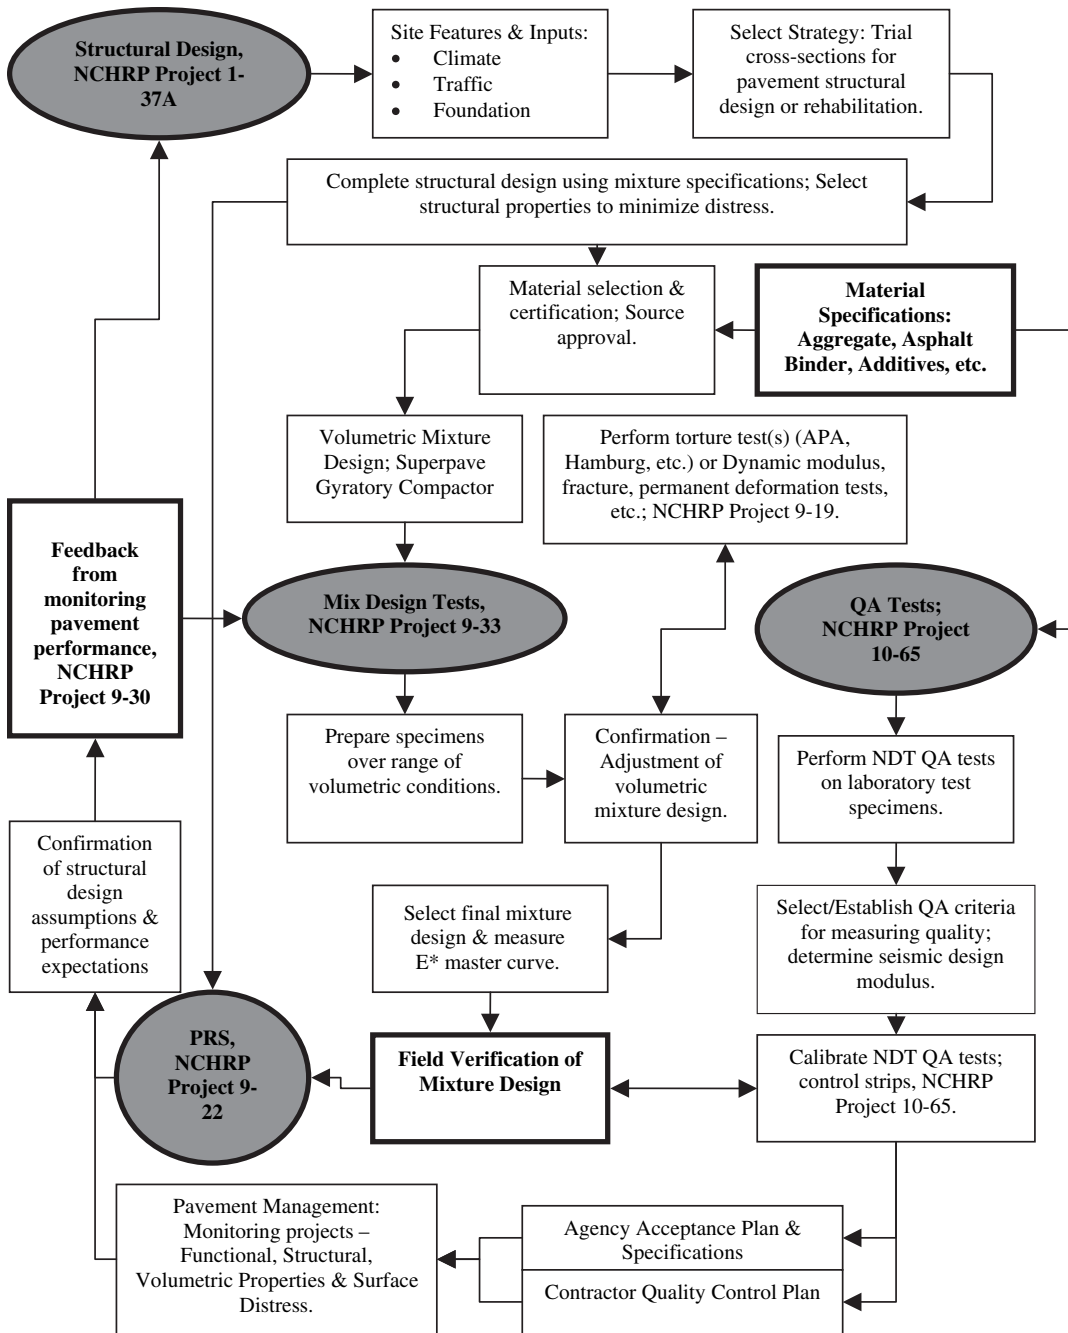 Structural Design,
NCHRP Project 1-
37A
Site Features & Inputs:
• Climate
• Traffic
• Foundation
Select Strategy: Trial
cross-sections for
pavement structural
design or rehabilitation.
Complete structural design using mixture specifications; Select
structural properties to minimize distress.
Material selection &
certification; Source
approval.
Material
Specifications:
Aggregate, Asphalt
Binder, Additives, etc.
Volumetric Mixture
Design; Superpave
Gyratory Compactor
Perform torture test(s) (APA,
Hamburg, etc.) or Dynamic modulus,
fracture, permanent deformation tests,
etc.; NCHRP Project 9-19.
Feedback
from
monitoring
pavement
performance,
NCHRP
Project 9-30
Mix Design Tests,
NCHRP Project 9-33
QA Tests;
NCHRP Project
10-65
Prepare specimens
over range of
volumetric conditions.
Confirmation –
Adjustment of
volumetric
mixture design.
Perform NDT QA tests
on laboratory test
specimens.
Confirmation
of structural
design
assumptions &
performance
expectations
Select final mixture
design & measure
E* master curve.
Select/Establish QA criteria
for measuring quality;
determine seismic design
modulus.
PRS,
NCHRP
Project 9-
22
Field Verification of
Mixture Design
Calibrate NDT QA tests;
control strips, NCHRP
Project 10-65.
Pavement Management:
Monitoring projects –
Functional, Structural,
Volumetric Properties & Surface
Distress.
Agency Acceptance Plan &
Specifications
Contractor Quality Control Plan